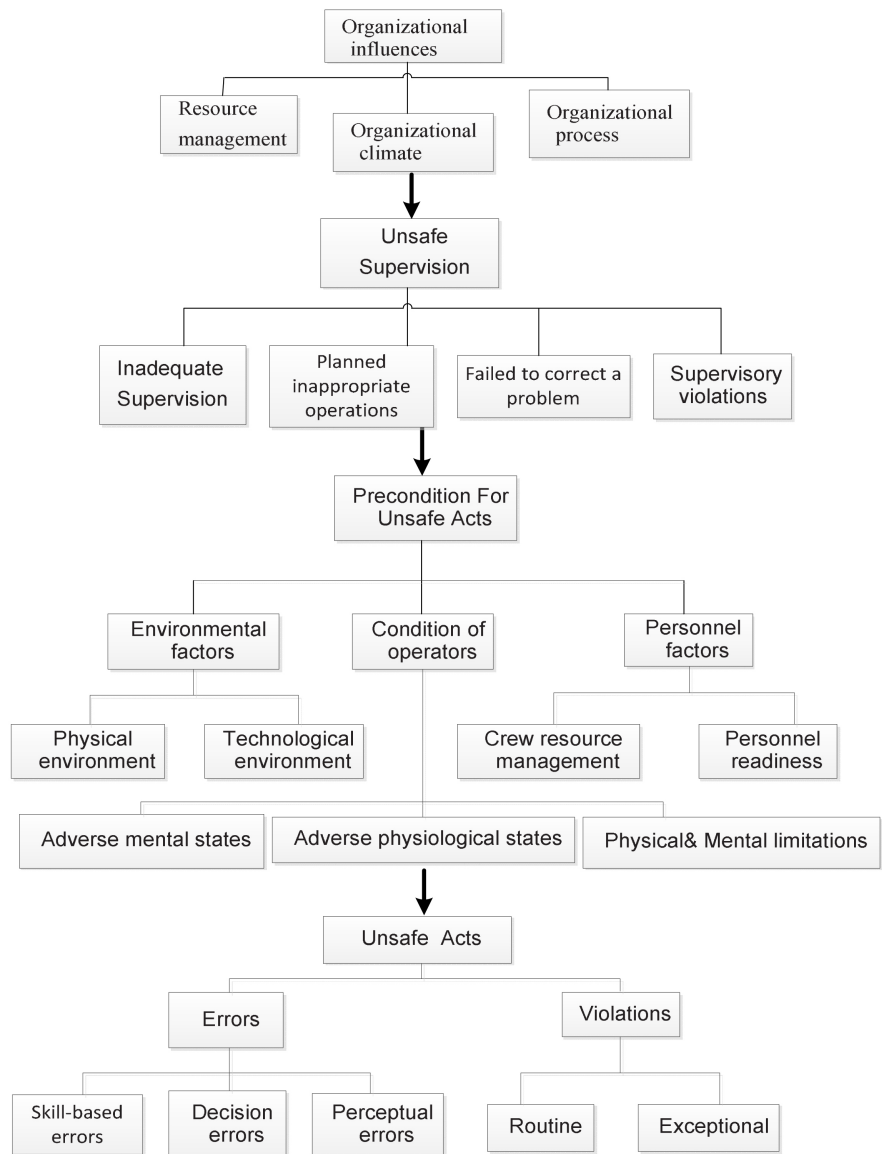 Organizational
influences
Resource
management
Organizational
climate
Organizational
process
Unsafe
Supervision
Inadequate
Supervision
Planned
inappropriate
operations
Failed to correct a
problem
Supervisory
violations
Precondition For
Unsafe Acts
Environmental
factors
Condition of
operators
Personnel
factors
Physical
environment
Technological
environment
Crew resource
management
Personnel
readiness
Adverse mental states
Adverse physiological states
Physical& Mental limitations
Unsafe Acts
Errors
Violations
Skill-based
errors
Decision
errors
Perceptual
errors
Routine
Exceptional